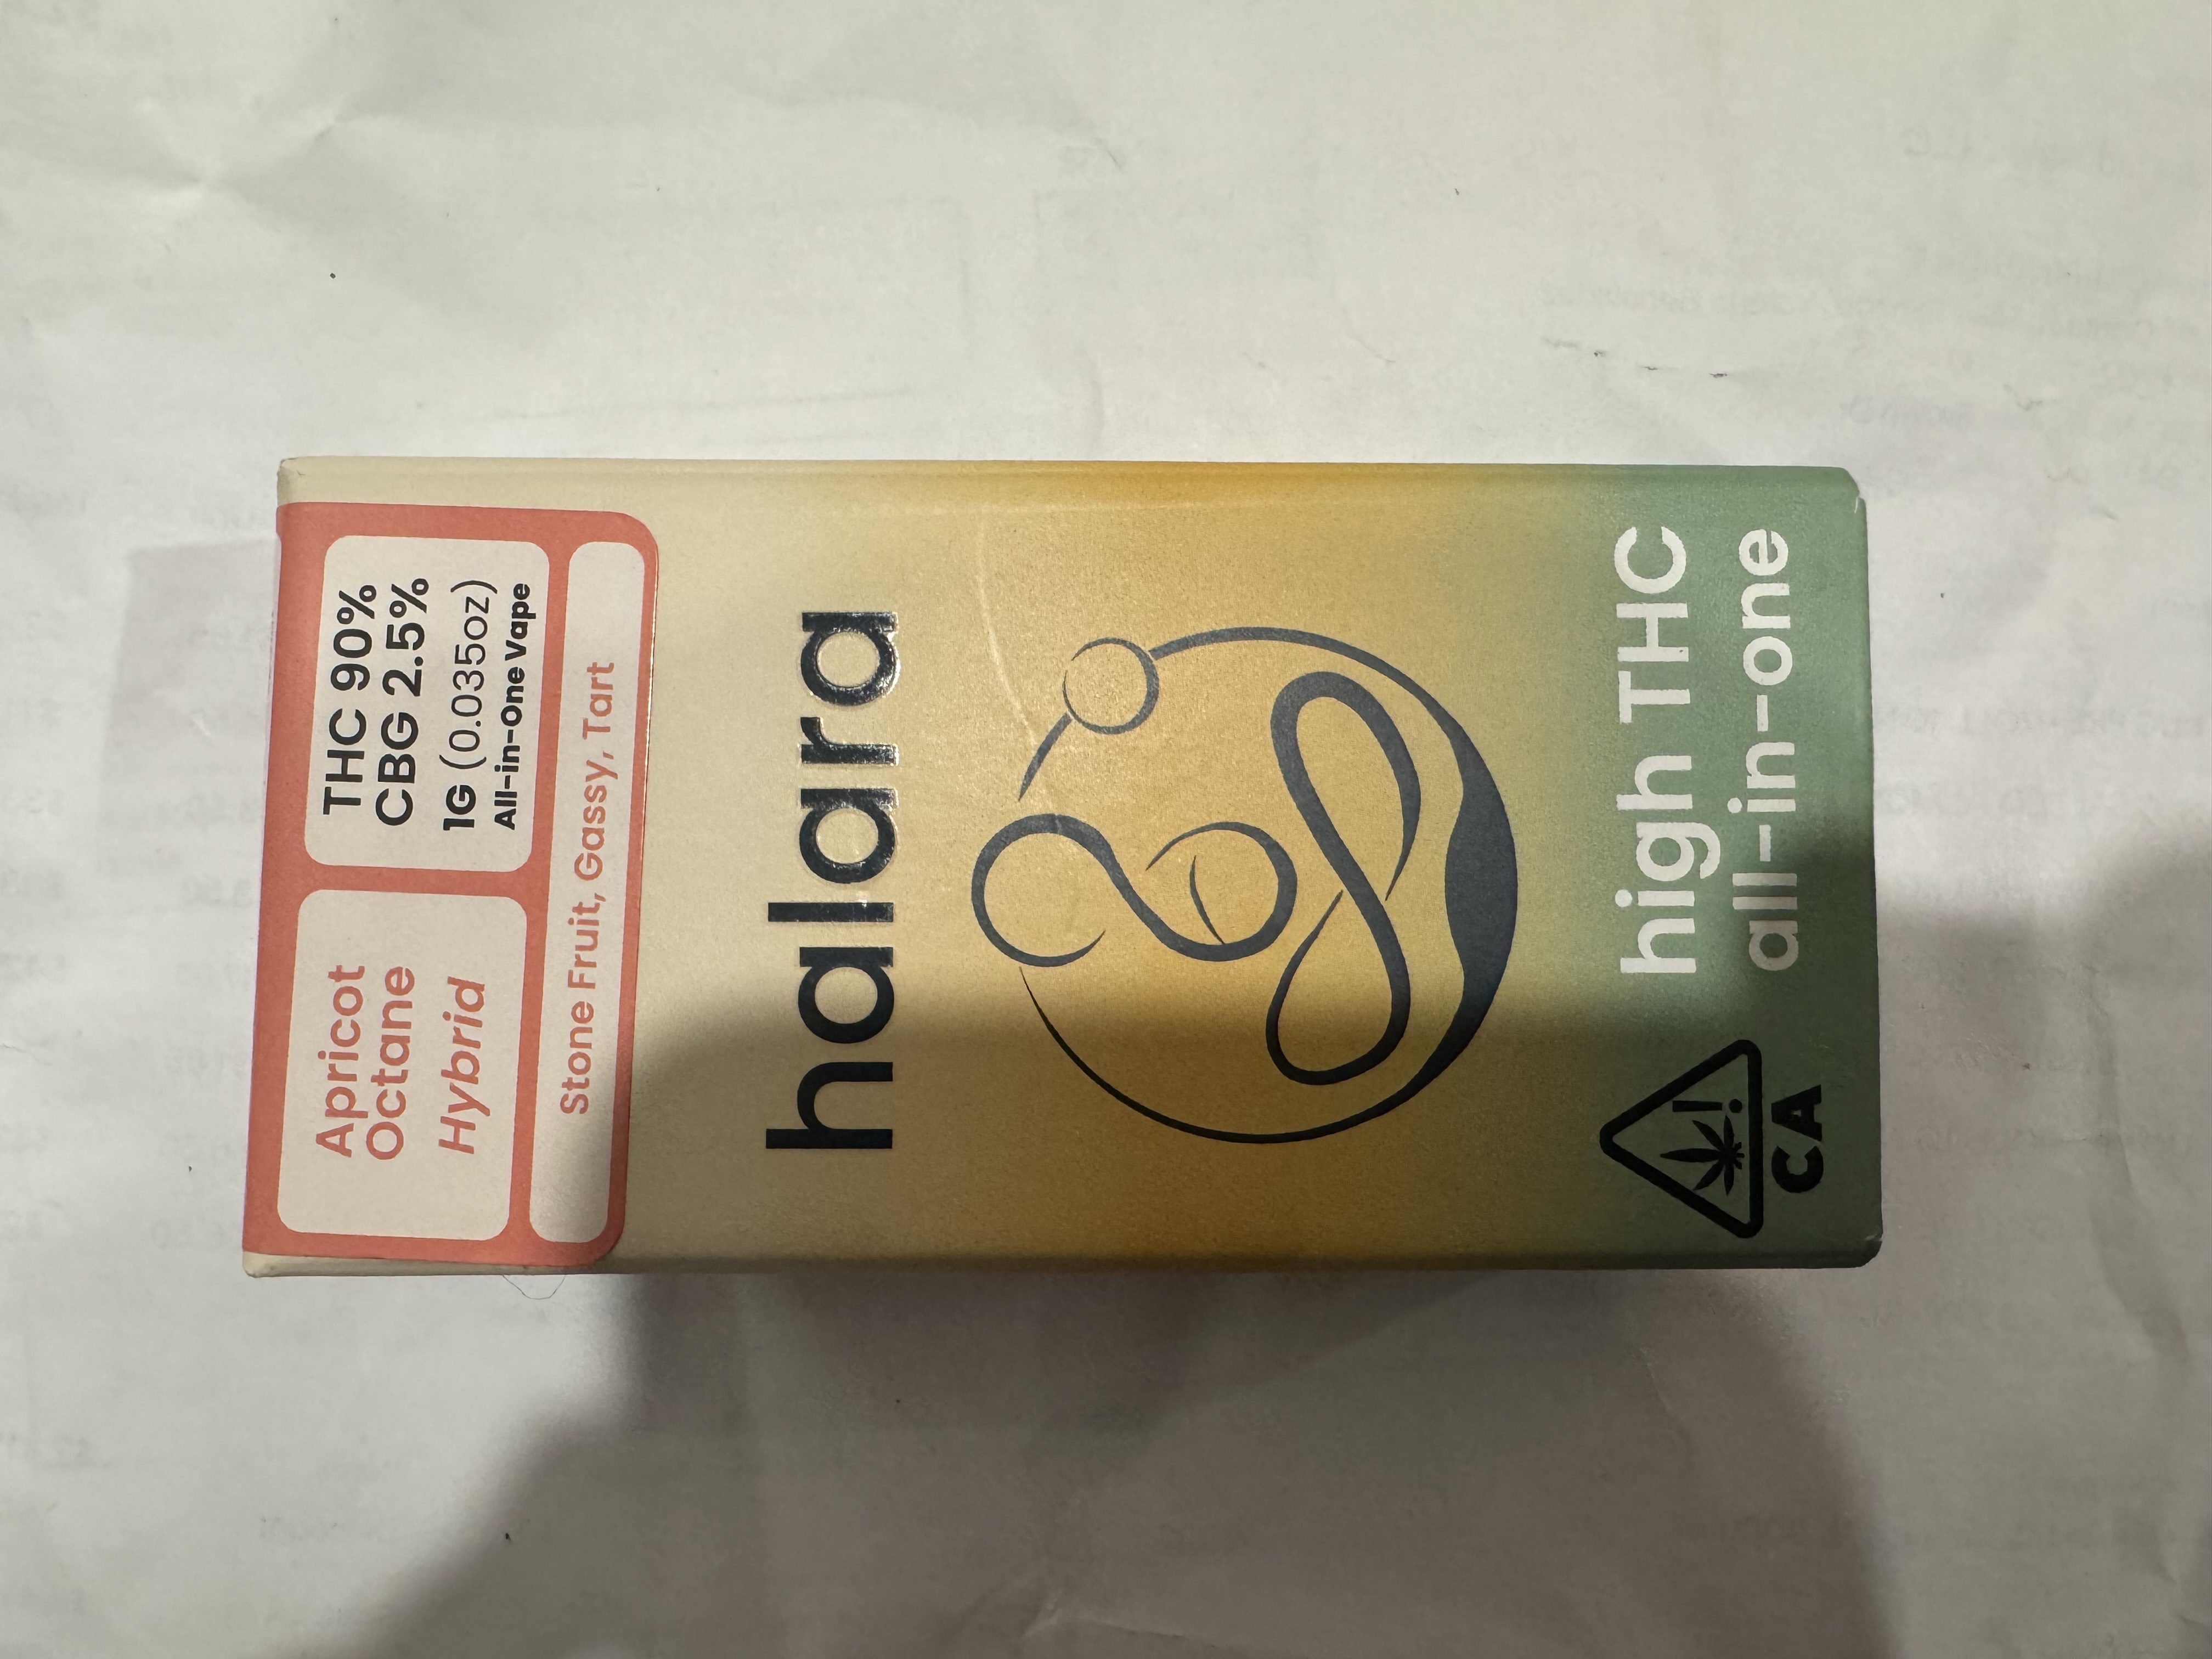 Apricot
Octane
Hybrid
THC 90%
CBG 2.5%
1G (0.035oz)
All-in-One Vape
Stone Fruit, Gassy, Tart
halara
CA
high THC
all-in-one